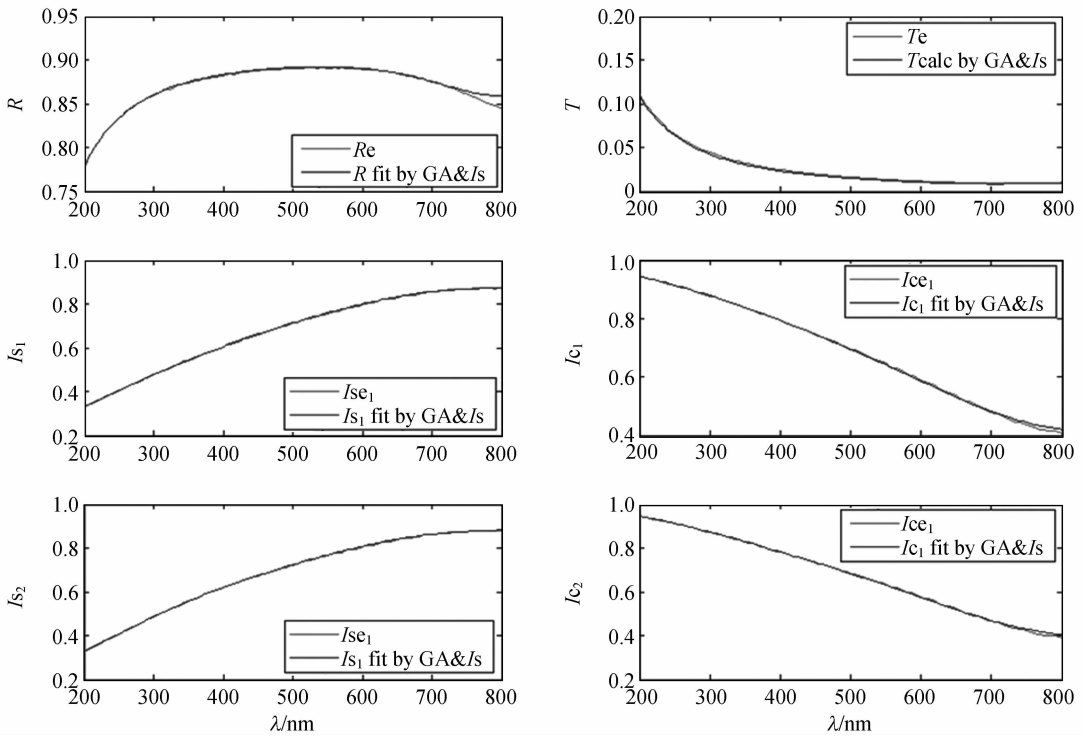 0.95
0.90
0.85
0.80
0.75
R
Re
R fit by GA&Is
200 300 400 500 600 700 800
0.20
0.15
0.10
0.05
0
T
Te
Tcalc by GA&Is
200 300 400 500 600 700 800
1.0
0.8
0.6
0.4
0.2
Is₁
Ise₁
Is₁ fit by GA&Is
200 300 400 500 600 700 800
1.0
0.8
0.6
0.4
Ic₁
Ice₁
Ic₁ fit by GA&Is
200 300 400 500 600 700 800
1.0
0.8
0.6
0.4
0.2
Is₂
Ise₁
Is₁ fit by GA&Is
200 300 400 500 600 700 800
λ/nm
1.0
0.8
0.6
0.4
0.2
Ic₂
Ice₁
Ic₁ fit by GA&Is
200 300 400 500 600 700 800
λ/nm